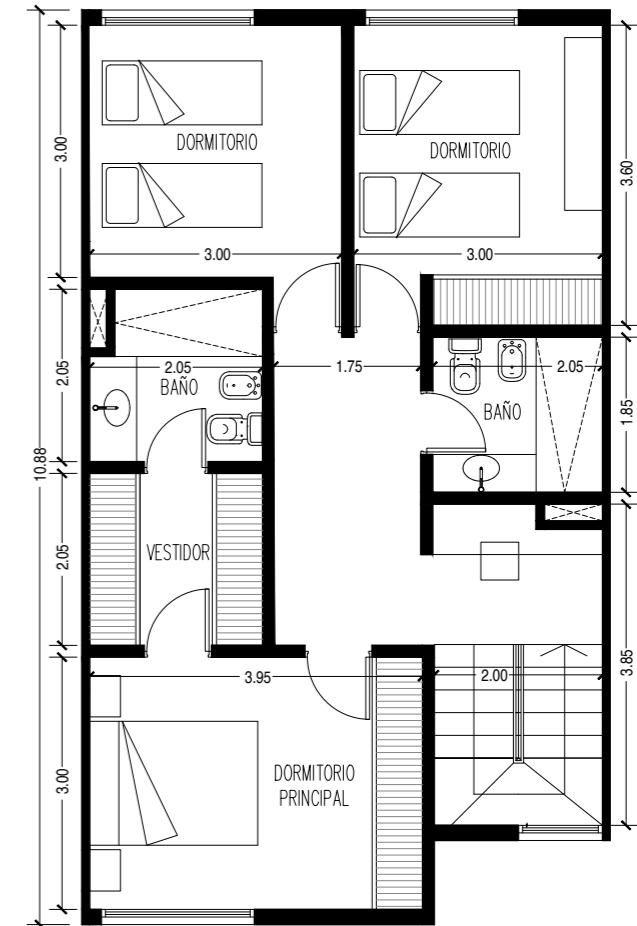 DORMITORIO
DORMITORIO
3.00
3.60
3.00
3.00
2.05
1.75
2.05
BAÑO
BAÑO
2.05
1.85
10.88
2.05
VESTIDOR
3.95
2.00
3.85
3.00
DORMITORIO
PRINCIPAL